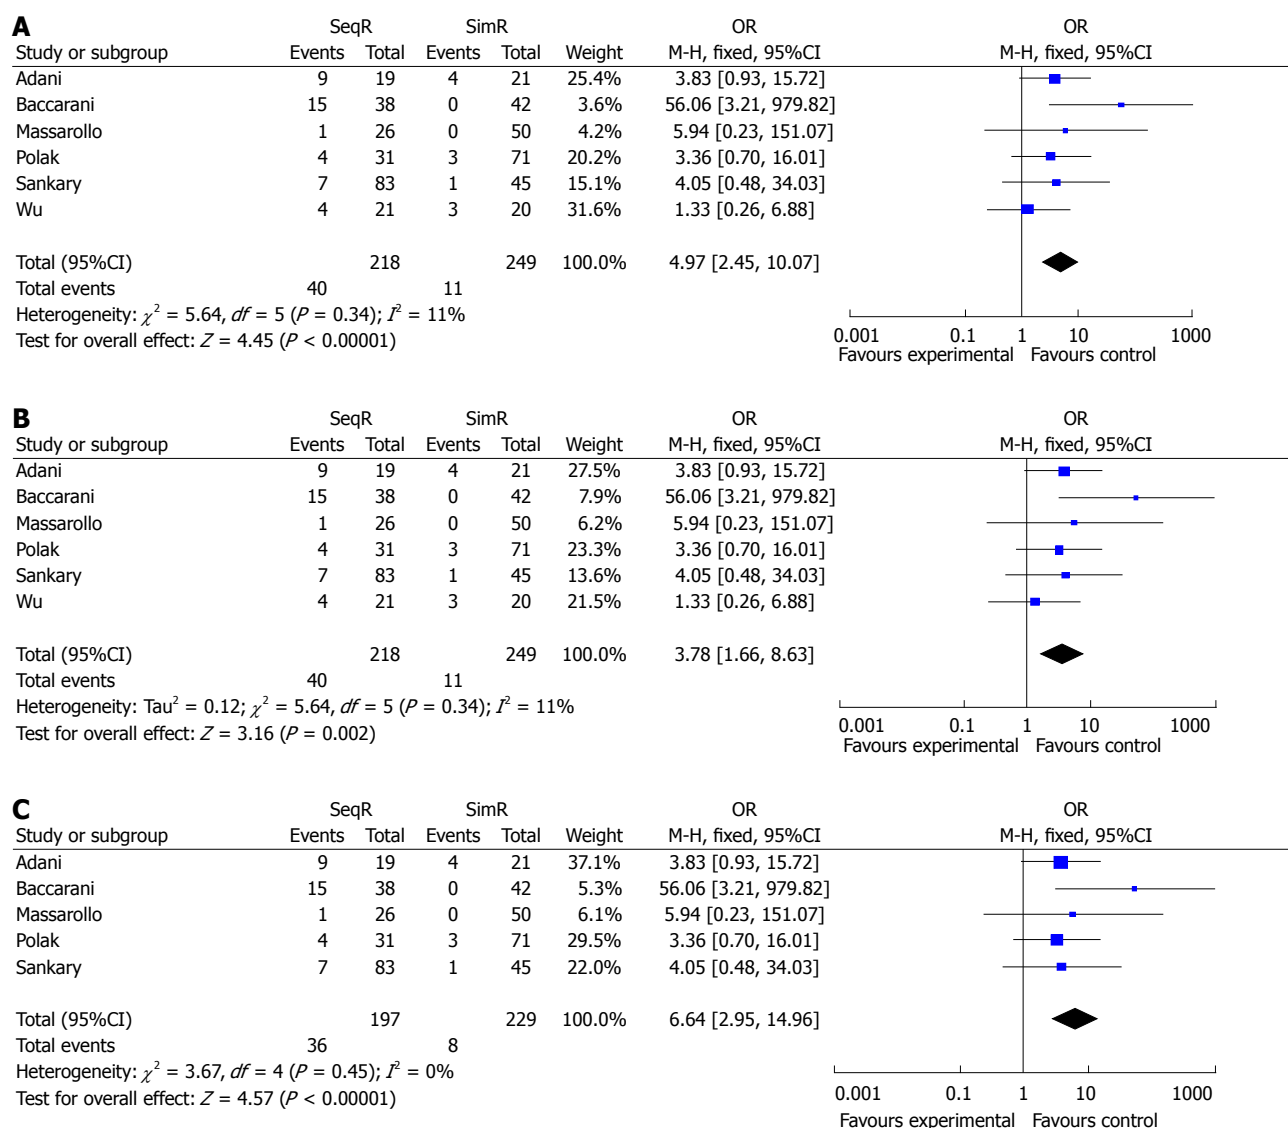 A
SeqR SimR OR OR
Study or subgroup Events Total Events Total Weight M-H, fixed, 95%CI M-H, fixed, 95%CI
Adani 9 19 4 21 25.4% 3.83 [0.93, 15.72]
Baccarani 15 38 0 42 3.6% 56.06 [3.21, 979.82]
Massarollo 1 26 0 50 4.2% 5.94 [0.23, 151.07]
Polak 4 31 3 71 20.2% 3.36 [0.70, 16.01]
Sankary 7 83 1 45 15.1% 4.05 [0.48, 34.03]
Wu 4 21 3 20 31.6% 1.33 [0.26, 6.88]
Total (95%CI) 218 249 100.0% 4.97 [2.45, 10.07]
Total events 40 11
Heterogeneity: χ² = 5.64, df = 5 (P = 0.34); I² = 11%
Test for overall effect: Z = 4.45 (P < 0.00001)
0.001 0.1 1 10 1000
Favours experimental Favours control
B
SeqR SimR OR OR
Study or subgroup Events Total Events Total Weight M-H, fixed, 95%CI M-H, fixed, 95%CI
Adani 9 19 4 21 27.5% 3.83 [0.93, 15.72]
Baccarani 15 38 0 42 7.9% 56.06 [3.21, 979.82]
Massarollo 1 26 0 50 6.2% 5.94 [0.23, 151.07]
Polak 4 31 3 71 23.3% 3.36 [0.70, 16.01]
Sankary 7 83 1 45 13.6% 4.05 [0.48, 34.03]
Wu 4 21 3 20 21.5% 1.33 [0.26, 6.88]
Total (95%CI) 218 249 100.0% 3.78 [1.66, 8.63]
Total events 40 11
Heterogeneity: Tau² = 0.12; χ² = 5.64, df = 5 (P = 0.34); I² = 11%
Test for overall effect: Z = 3.16 (P = 0.002)
0.001 0.1 1 10 1000
Favours experimental Favours control
C
SeqR SimR OR OR
Study or subgroup Events Total Events Total Weight M-H, fixed, 95%CI M-H, fixed, 95%CI
Adani 9 19 4 21 37.1% 3.83 [0.93, 15.72]
Baccarani 15 38 0 42 5.3% 56.06 [3.21, 979.82]
Massarollo 1 26 0 50 6.1% 5.94 [0.23, 151.07]
Polak 4 31 3 71 29.5% 3.36 [0.70, 16.01]
Sankary 7 83 1 45 22.0% 4.05 [0.48, 34.03]
Total (95%CI) 197 229 100.0% 6.64 [2.95, 14.96]
Total events 36 8
Heterogeneity: χ² = 3.67, df = 4 (P = 0.45); I² = 0%
Test for overall effect: Z = 4.57 (P < 0.00001)
0.001 0.1 1 10 1000
Favours experimental Favours control